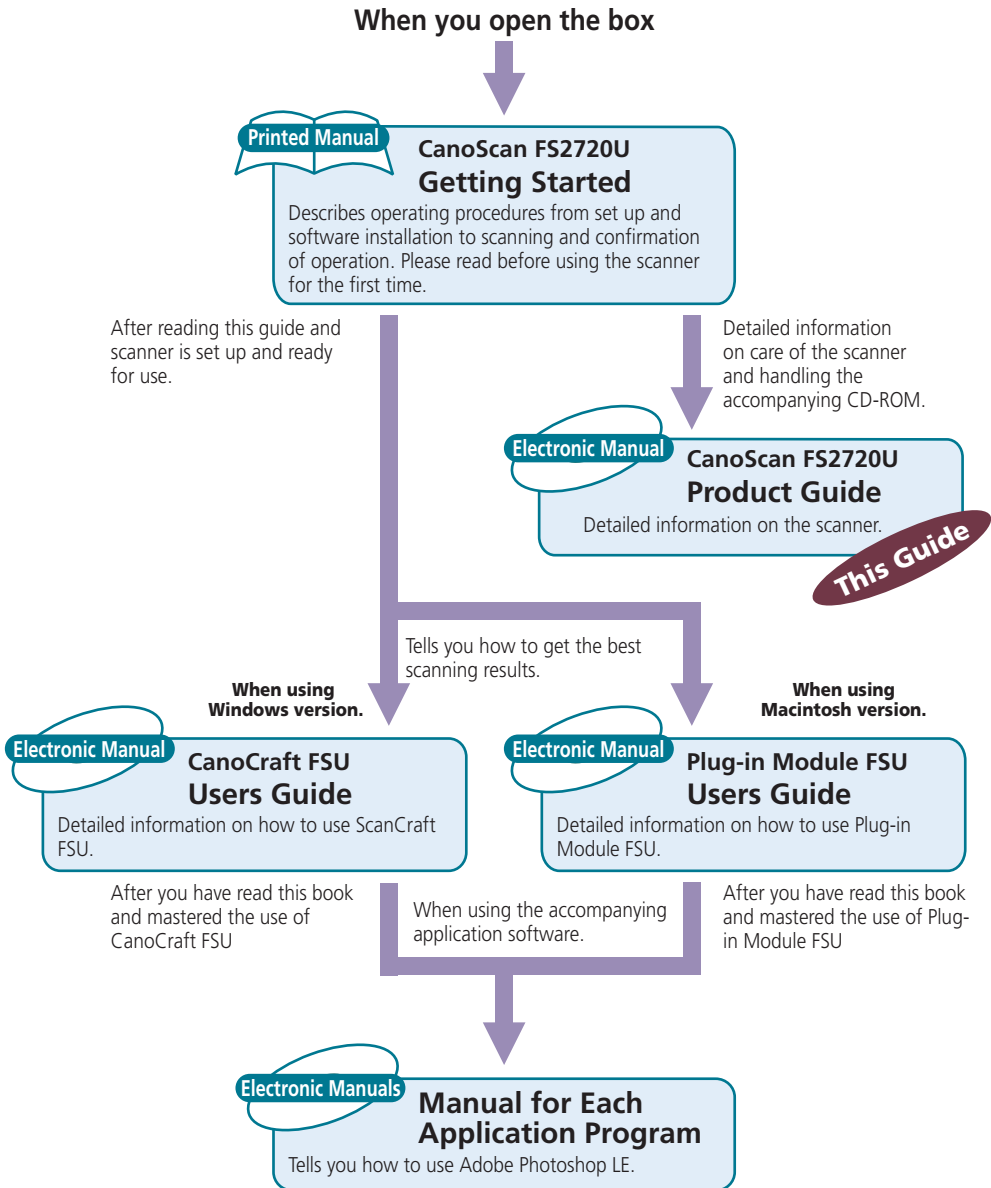 When you open the box
Printed Manual
CanoScan FS2720U
Getting Started
Describes operating procedures from set up and
software installation to scanning and confirmation
of operation. Please read before using the scanner
for the first time.
After reading this guide and
scanner is set up and ready
for use.
Detailed information
on care of the scanner
and handling the
accompanying CD-ROM.
Electronic Manual
CanoScan FS2720U
Product Guide
Detailed information on the scanner.
This Guide
Tells you how to get the best
scanning results.
When using
Windows version.
When using
Macintosh version.
Electronic Manual
CanoCraft FSU
Users Guide
Detailed information on how to use ScanCraft
FSU.
Electronic Manual
Plug-in Module FSU
Users Guide
Detailed information on how to use Plug-in
Module FSU.
After you have read this book
and mastered the use of
CanoCraft FSU
When using the accompanying
application software.
After you have read this book
and mastered the use of Plug-
in Module FSU
Electronic Manuals
Manual for Each
Application Program
Tells you how to use Adobe Photoshop LE.